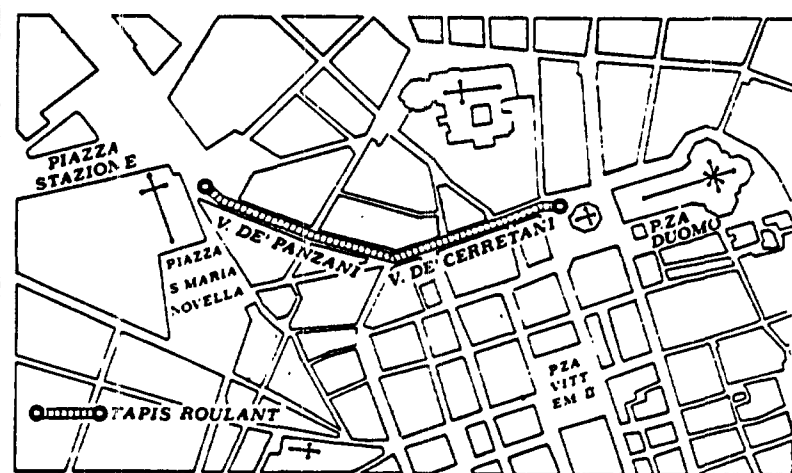 PIAZZA
STAZIONE
V. DE' PANZANI
V. DE' CERRETANI
P.ZA
DUOMO
PIAZZA
S MARIA
NOVELLA
PZA
VITT
EM II
TAPIS ROULANT